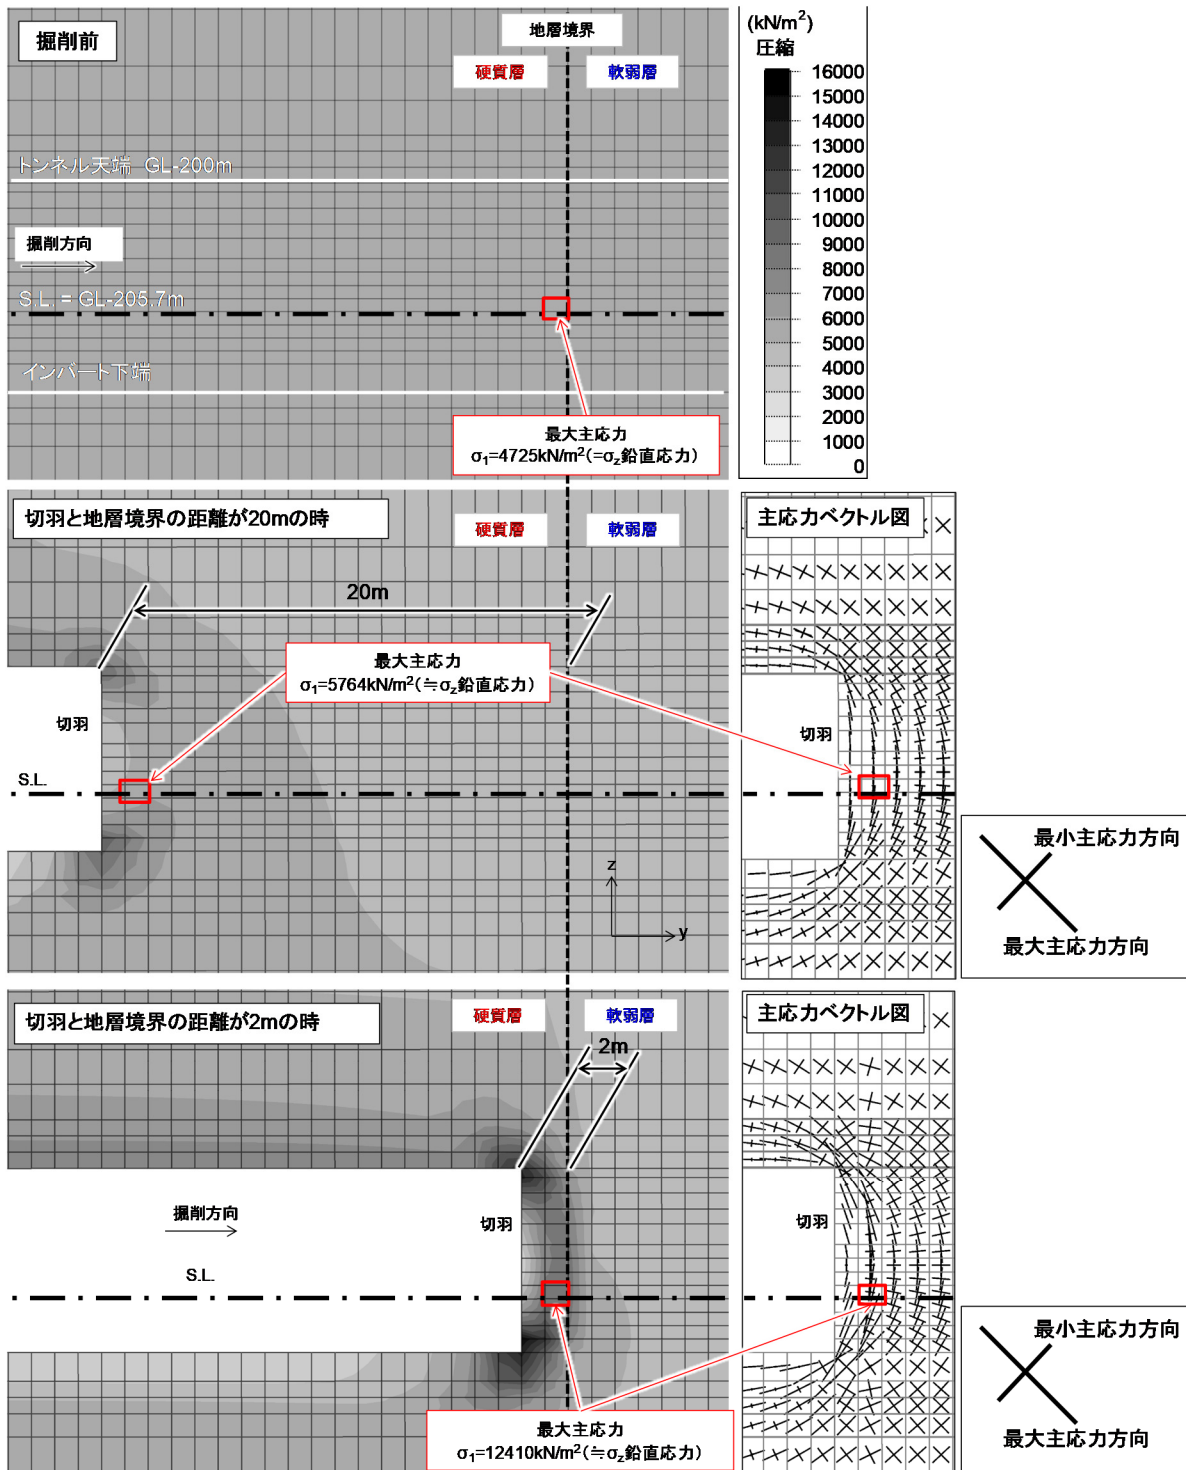 掘削前
地層境界
硬質層
軟弱層
トンネル天端 GL-200m
掘削方向
S.L. = GL-205.7m
インバート下端
最大主応力
σ₁=4725kN/m²(=σz鉛直応力)
(kN/m²)
圧縮
16000
15000
14000
13000
12000
11000
10000
9000
8000
7000
6000
5000
4000
3000
2000
1000
0
切羽と地層境界の距離が20mの時
硬質層
軟弱層
20m
最大主応力
σ₁=5764kN/m²(≒σz鉛直応力)
切羽
S.L.
z
y
主応力ベクトル図
切羽
最小主応力方向
最大主応力方向
切羽と地層境界の距離が2mの時
硬質層
軟弱層
2m
掘削方向
切羽
S.L.
最大主応力
σ₁=12410kN/m²(≒σz鉛直応力)
主応力ベクトル図
切羽
最小主応力方向
最大主応力方向